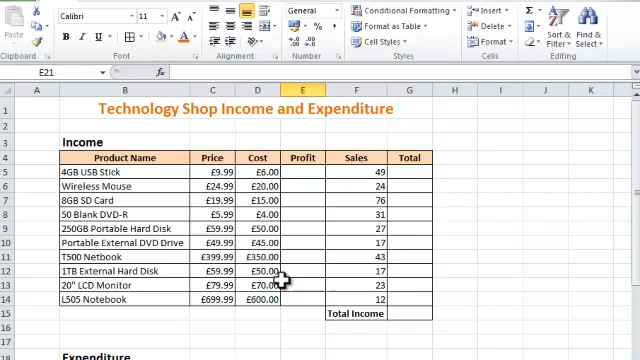 Calibri 11 A A General Conditional Formatting Σ
Paste B I U A % , Format as Table Insert Delete Format Sort & Filter Find & Select
Cell Styles
Clipboard Font Alignment Number Styles Cells Editing
E21 fx
A B C D E F G H I J K
1 Technology Shop Income and Expenditure
2
3 Income
4 Product Name Price Cost Profit Sales Total
5 4GB USB Stick £9.99 £6.00 49
6 Wireless Mouse £24.99 £20.00 24
7 8GB SD Card £19.99 £15.00 76
8 50 Blank DVD-R £5.99 £4.00 31
9 250GB Portable Hard Disk £59.99 £50.00 27
10 Portable External DVD Drive £49.99 £45.00 17
11 T500 Netbook £399.99 £350.00 43
12 1TB External Hard Disk £59.99 £50.00 17
13 20" LCD Monitor £79.99 £70.00 23
14 L505 Notebook £699.99 £600.00 12
15 Total Income
16
17
18 Expenditure